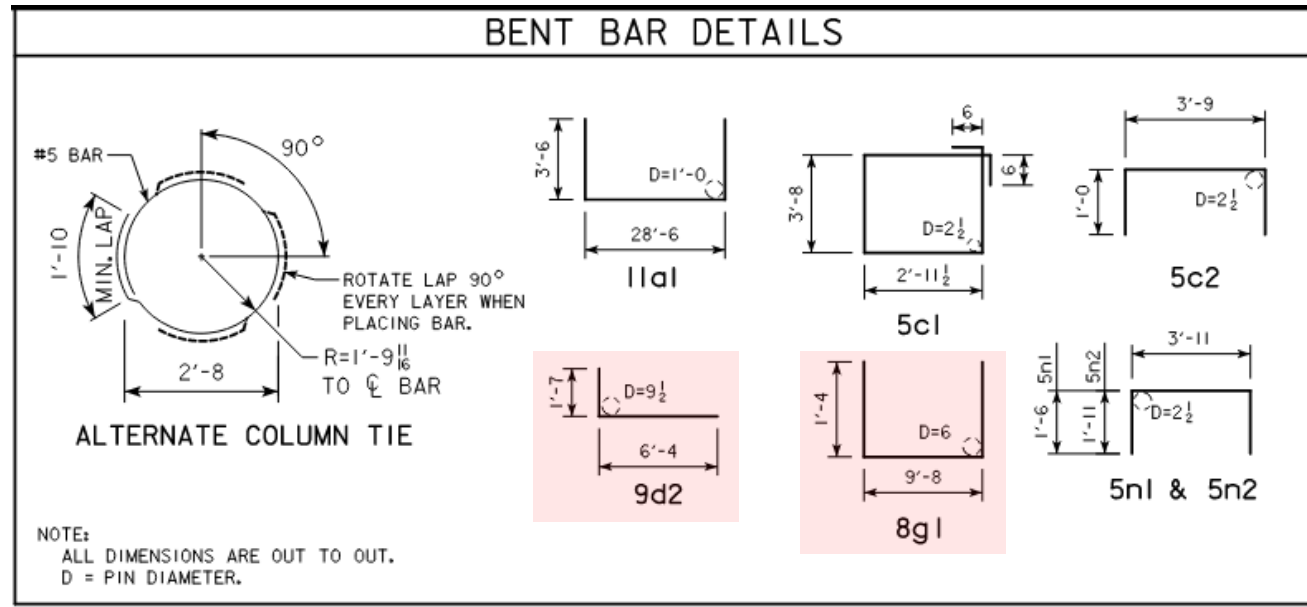 BENT BAR DETAILS
#5 BAR
90°
1'-10
MIN. LAP
ROTATE LAP 90°
EVERY LAYER WHEN
PLACING BAR.
R=1'-9 11/16
TO ℄ BAR
2'-8
ALTERNATE COLUMN TIE
NOTE:
ALL DIMENSIONS ARE OUT TO OUT.
D = PIN DIAMETER.
3'-6
D=1'-0
28'-6
11a1
6
6
3'-8
D=2 1/2
2'-11 1/2
5c1
3'-9
1'-0
D=2 1/2
5c2
1'-7
D=9 1/2
6'-4
9d2
1'-4
D=6
9'-8
8g1
3'-11
5n1
5n2
1'-6
1'-11
D=2 1/2
5n1 & 5n2